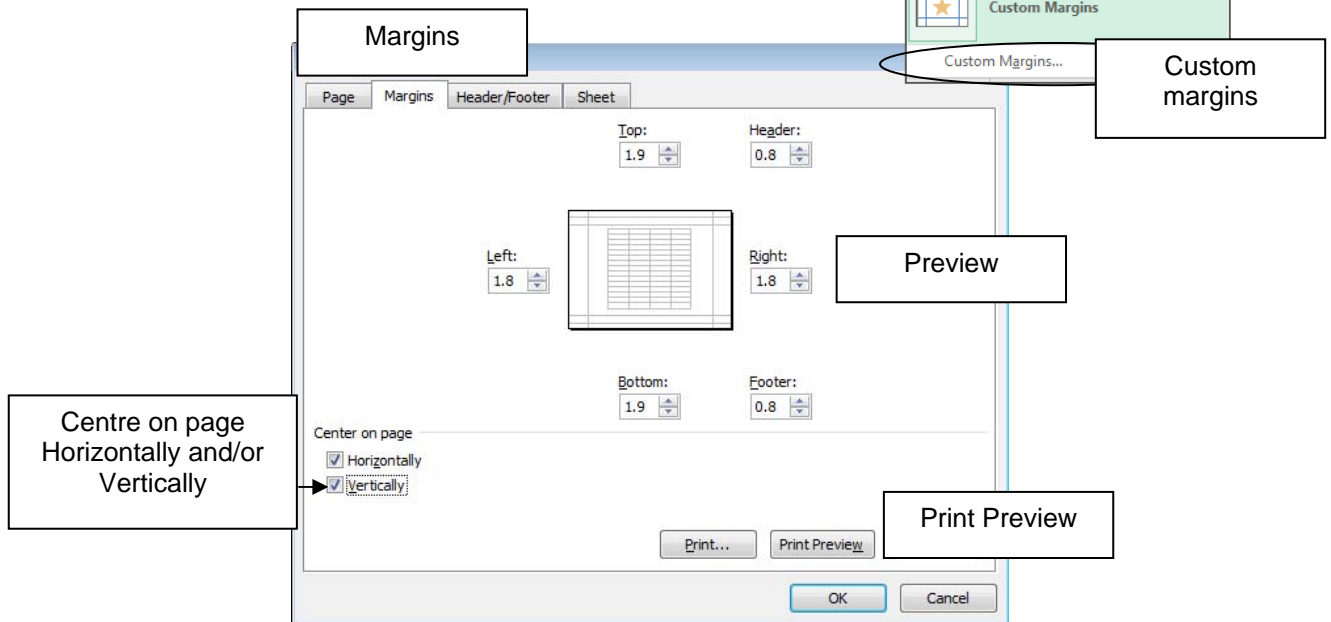 Custom Margins
Custom Margins...
Custom
margins
Margins
Page Margins Header/Footer Sheet
Top: Header:
1.9 0.8
Left: Right:
1.8 1.8
Preview
Bottom: Footer:
1.9 0.8
Centre on page
Horizontally and/or
Vertically
Center on page
Horizontally
Vertically
Print Preview
Print... Print Preview
OK Cancel